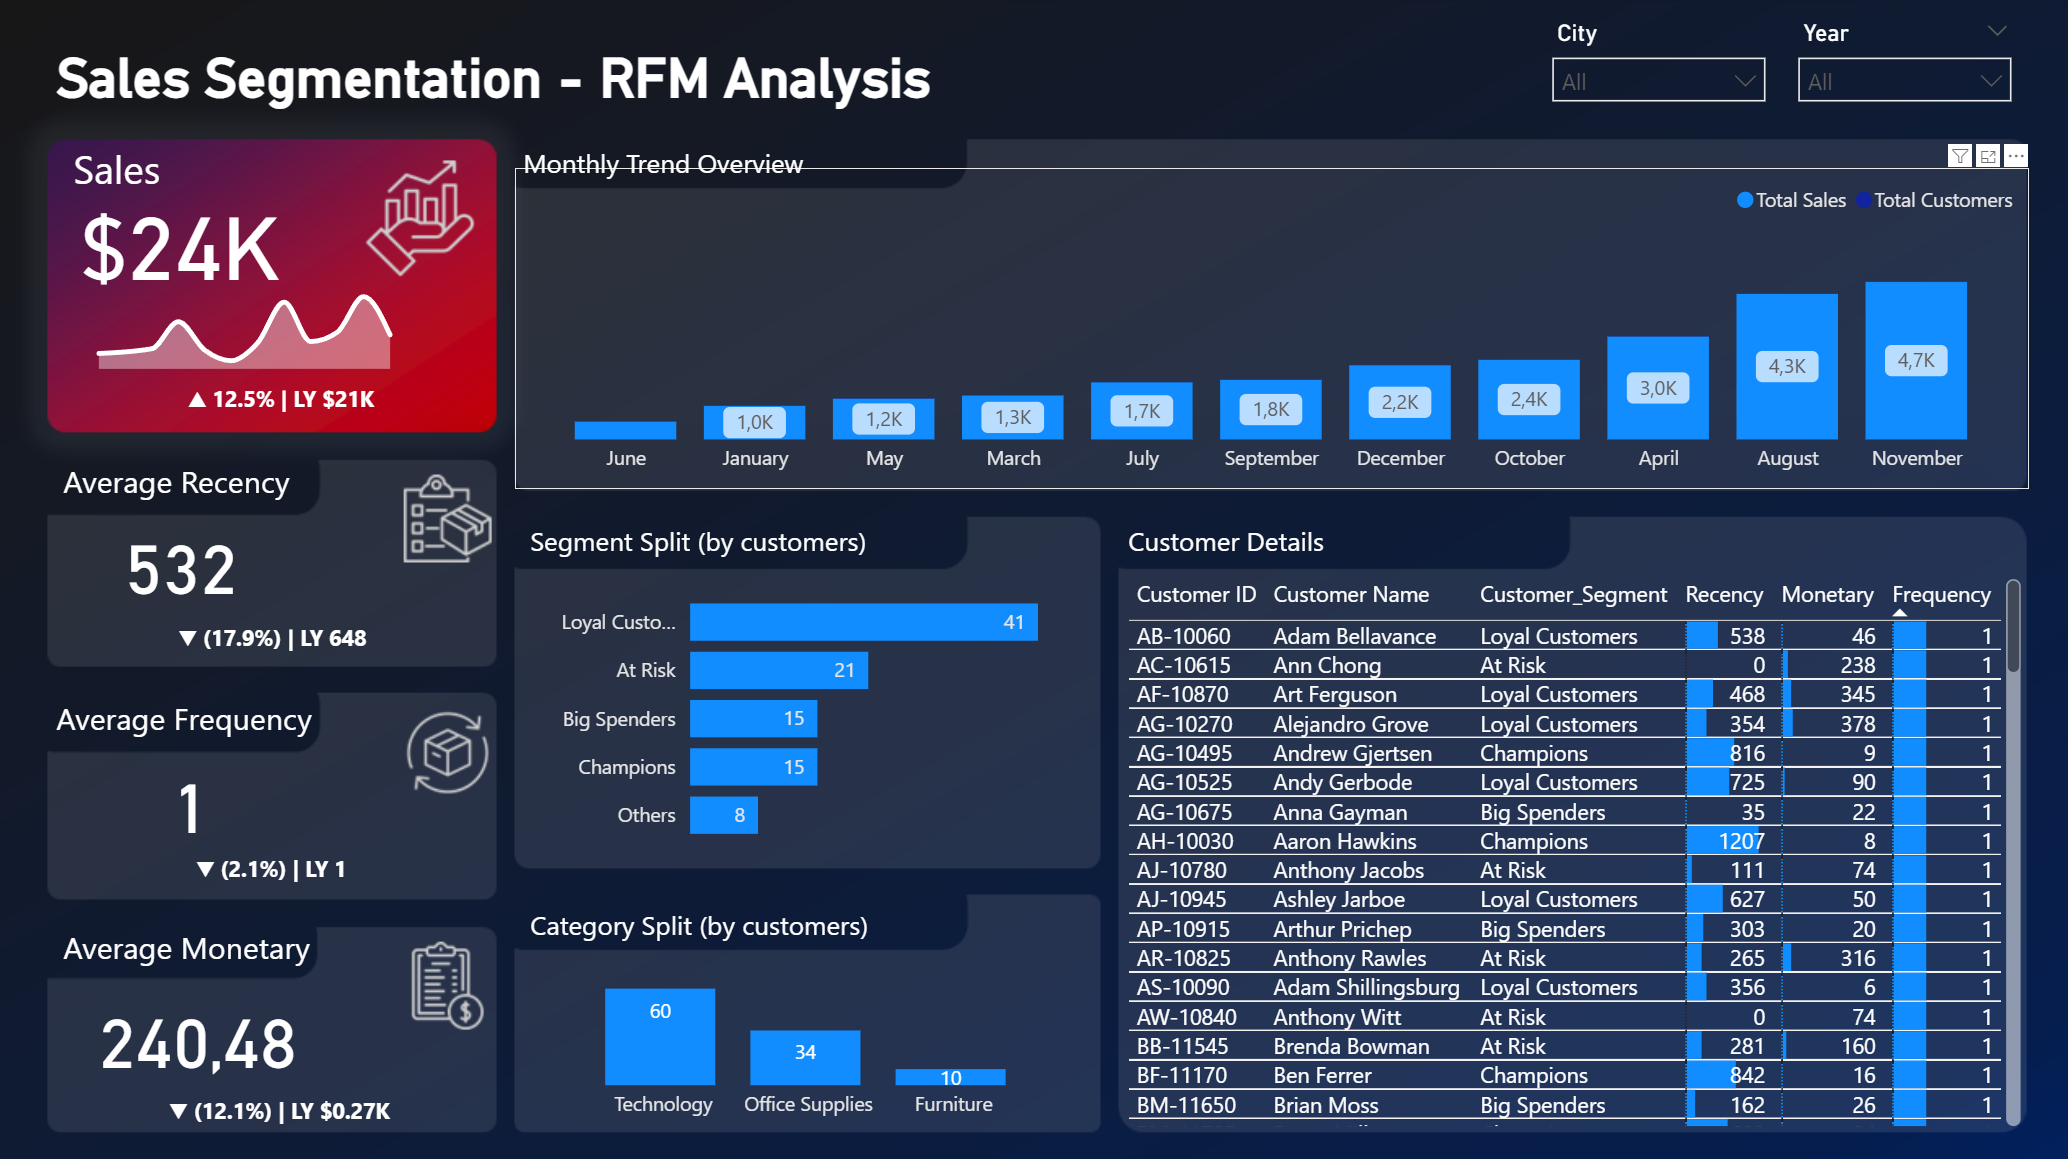 City
Year
Sales Segmentation - RFM Analysis
All
All
Sales
$24K
▲ 12.5% | LY $21K
Monthly Trend Overview
Total Sales
Total Customers
1,0K
1,2K
1,3K
1,7K
1,8K
2,2K
2,4K
3,0K
4,3K
4,7K
June
January
May
March
July
September
December
October
April
August
November
Average Recency
532
▼ (17.9%) | LY 648
Average Frequency
1
▼ (2.1%) | LY 1
Average Monetary
240,48
▼ (12.1%) | LY $0.27K
Segment Split (by customers)
Loyal Custo... 41
At Risk 21
Big Spenders 15
Champions 15
Others 8
Category Split (by customers)
60
34
10
Technology
Office Supplies
Furniture
Customer Details
Customer ID Customer Name Customer_Segment Recency Monetary Frequency
AB-10060 Adam Bellavance Loyal Customers 538 46 1
AC-10615 Ann Chong At Risk 0 238 1
AF-10870 Art Ferguson Loyal Customers 468 345 1
AG-10270 Alejandro Grove Loyal Customers 354 378 1
AG-10495 Andrew Gjertsen Champions 816 9 1
AG-10525 Andy Gerbode Loyal Customers 725 90 1
AG-10675 Anna Gayman Big Spenders 35 22 1
AH-10030 Aaron Hawkins Champions 1207 8 1
AJ-10780 Anthony Jacobs At Risk 111 74 1
AJ-10945 Ashley Jarboe Loyal Customers 627 50 1
AP-10915 Arthur Prichep Big Spenders 303 20 1
AR-10825 Anthony Rawles At Risk 265 316 1
AS-10090 Adam Shillingsburg Loyal Customers 356 6 1
AW-10840 Anthony Witt At Risk 0 74 1
BB-11545 Brenda Bowman At Risk 281 160 1
BF-11170 Ben Ferrer Champions 842 16 1
BM-11650 Brian Moss Big Spenders 162 26 1